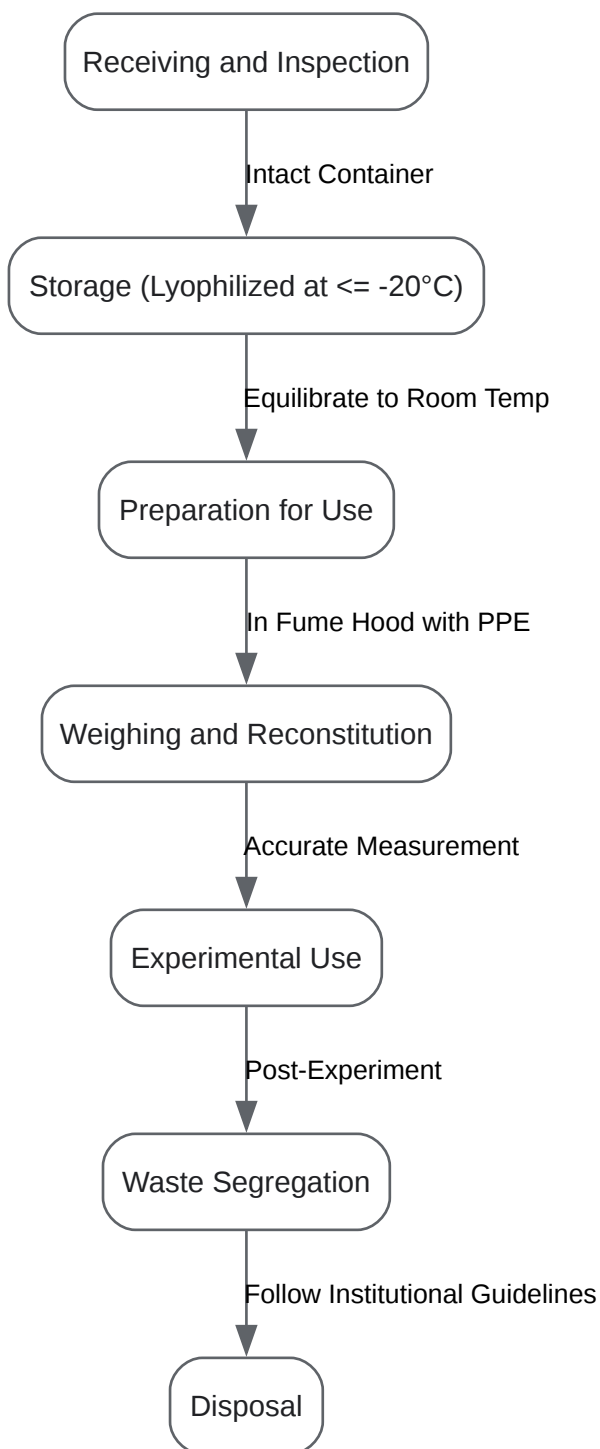 Receiving and Inspection
Intact Container
Storage (Lyophilized at <= -20°C)
Equilibrate to Room Temp
Preparation for Use
In Fume Hood with PPE
Weighing and Reconstitution
Accurate Measurement
Experimental Use
Post-Experiment
Waste Segregation
Follow Institutional Guidelines
Disposal